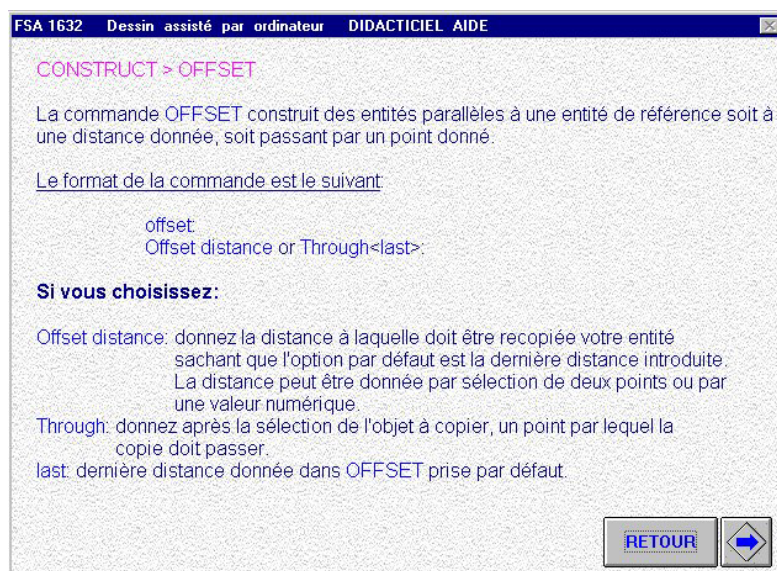 FSA 1632 Dessin assisté par ordinateur DIDACTICIEL AIDE
CONSTRUCT > OFFSET
La commande OFFSET construit des entités parallèles à une entité de référence soit à
une distance donnée, soit passant par un point donné.
Le format de la commande est le suivant:
offset:
Offset distance or Through<last>:
Si vous choisissez:
Offset distance: donnez la distance à laquelle doit être recopiée votre entité
sachant que l'option par défaut est la dernière distance introduite.
La distance peut être donnée par sélection de deux points ou par
une valeur numérique.
Through: donnez après la sélection de l'objet à copier, un point par lequel la
copie doit passer.
last: dernière distance donnée dans OFFSET prise par défaut.
RETOUR